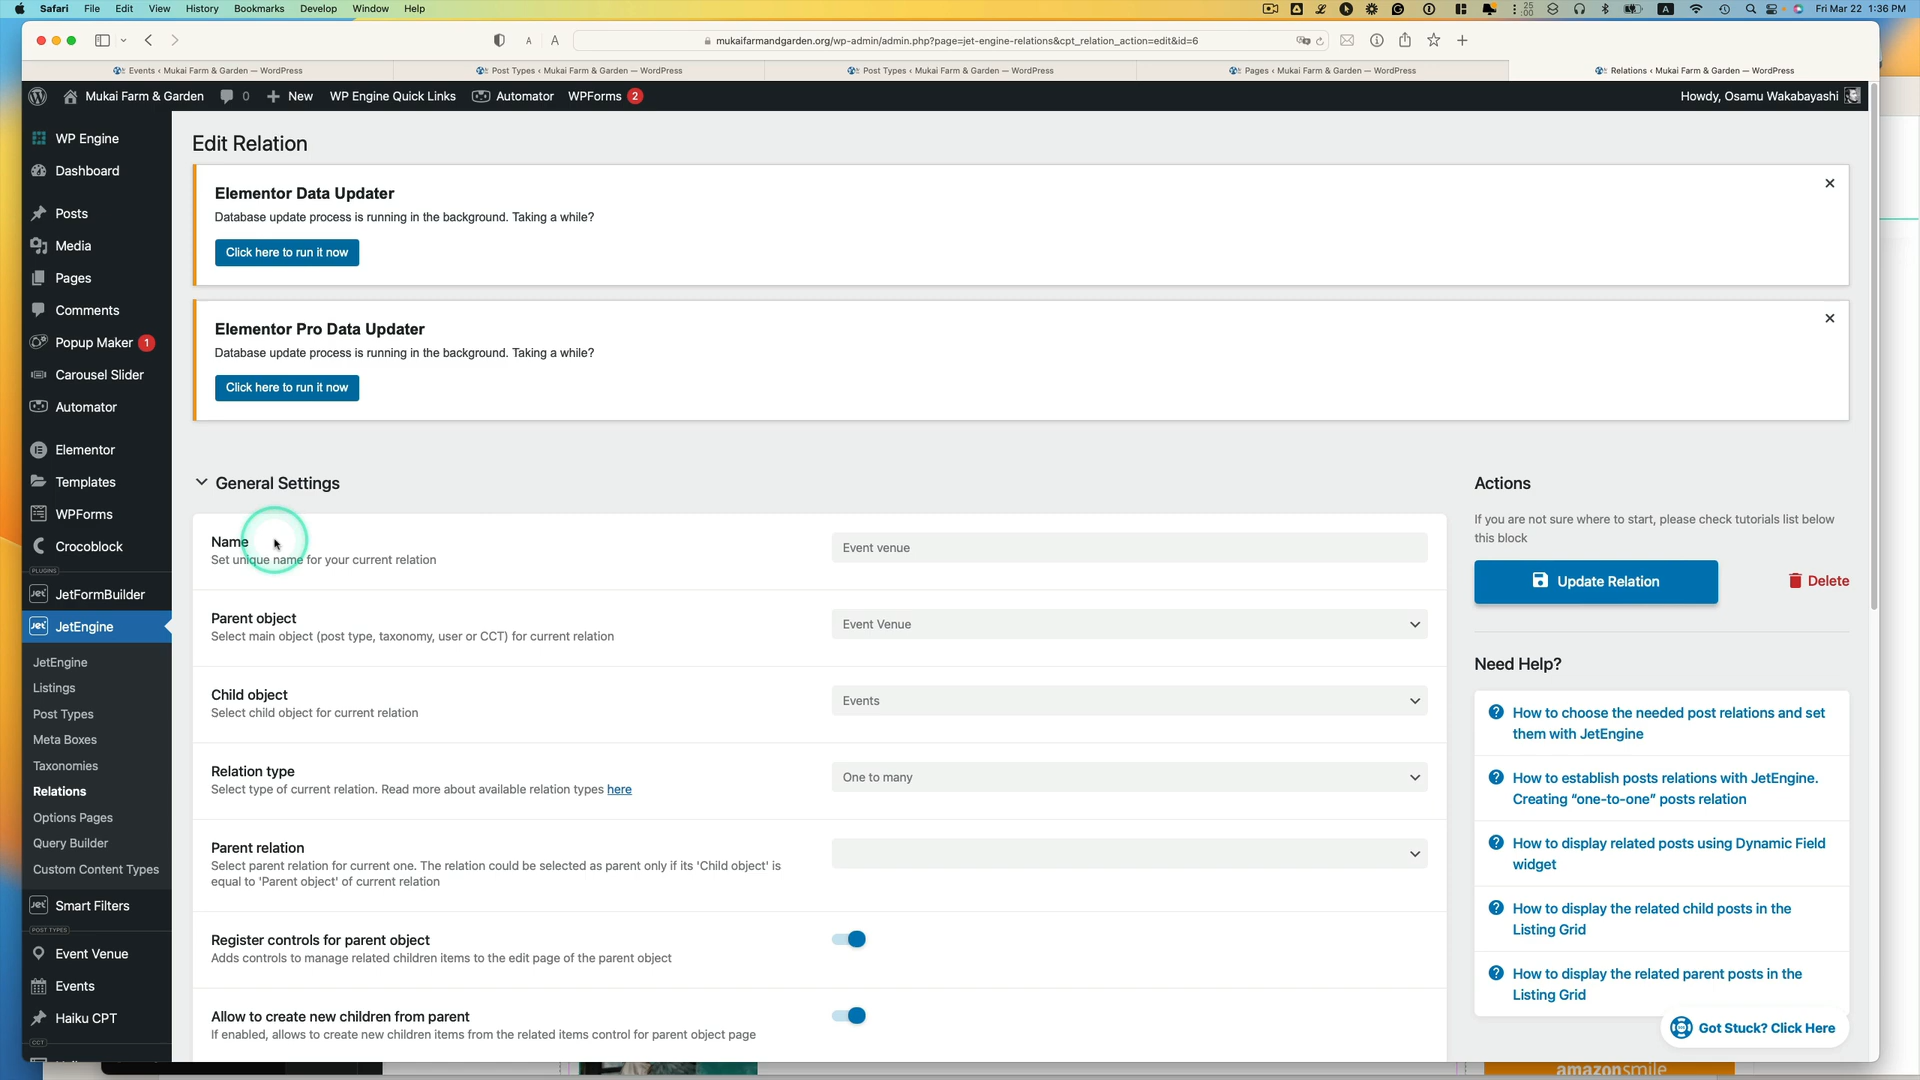 Safari File Edit View History Bookmarks Develop Window Help
Fri Mar 22 1:36 PM
mukaifarmandgarden.org/wp-admin/admin.php?page=jet-engine-relations&cpt_relation_action=edit&id=6
Events ‹ Mukai Farm & Garden — WordPress
Post Types ‹ Mukai Farm & Garden — WordPress
Post Types ‹ Mukai Farm & Garden — WordPress
Pages ‹ Mukai Farm & Garden — WordPress
Relations ‹ Mukai Farm & Garden — WordPress
Mukai Farm & Garden 0 New WP Engine Quick Links Automator WPForms 2
Howdy, Osamu Wakabayashi
WP Engine
Dashboard
Posts
Media
Pages
Comments
Popup Maker 1
Carousel Slider
Automator
Elementor
Templates
WPForms
Crocoblock
PLUGINS
JetFormBuilder
JetEngine
JetEngine
Listings
Post Types
Meta Boxes
Taxonomies
Relations
Options Pages
Query Builder
Custom Content Types
Smart Filters
POST TYPES
Event Venue
Events
Haiku CPT
CCT
Edit Relation
Elementor Data Updater
Database update process is running in the background. Taking a while?
Click here to run it now
Elementor Pro Data Updater
Database update process is running in the background. Taking a while?
Click here to run it now
General Settings
Name
Set unique name for your current relation
Event venue
Parent object
Select main object (post type, taxonomy, user or CCT) for current relation
Event Venue
Child object
Select child object for current relation
Events
Relation type
Select type of current relation. Read more about available relation types here
One to many
Parent relation
Select parent relation for current one. The relation could be selected as parent only if its 'Child object' is
equal to 'Parent object' of current relation
Register controls for parent object
Adds controls to manage related children items to the edit page of the parent object
Allow to create new children from parent
If enabled, allows to create new children items from the related items control for parent object page
Actions
If you are not sure where to start, please check tutorials list below
this block
Update Relation
Delete
Need Help?
How to choose the needed post relations and set
them with JetEngine
How to establish posts relations with JetEngine.
Creating “one-to-one” posts relation
How to display related posts using Dynamic Field
widget
How to display the related child posts in the
Listing Grid
How to display the related parent posts in the
Listing Grid
Got Stuck? Click Here
amazonsmile